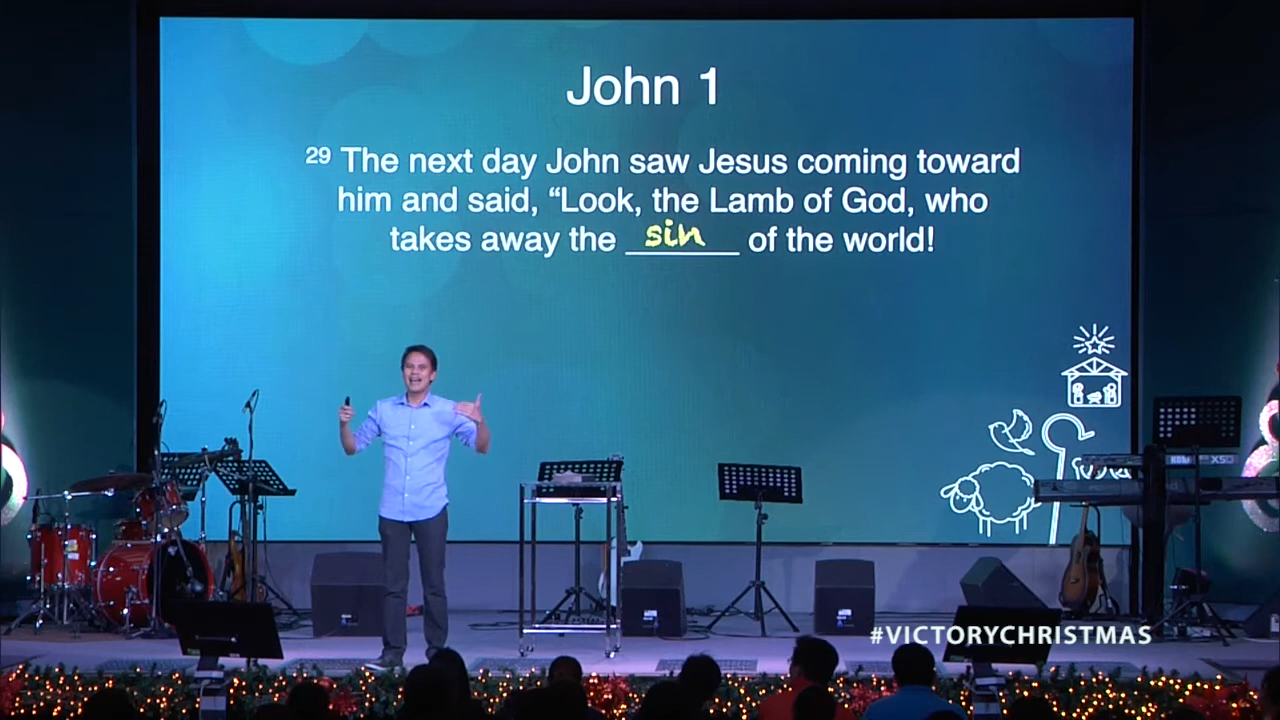 John 1
29 The next day John saw Jesus coming toward
him and said, “Look, the Lamb of God, who
takes away the sin of the world!
#VICTORYCHRISTMAS